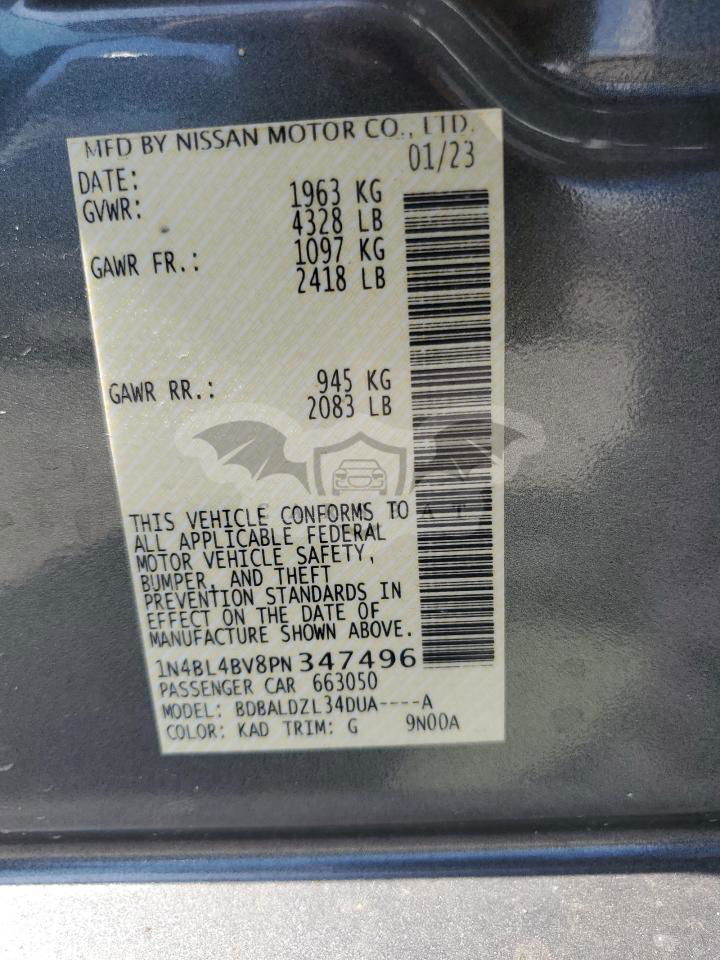 MFD BY NISSAN MOTOR CO., LTD.
DATE: 01/23
GVWR: 1963 KG
4328 LB
GAWR FR.: 1097 KG
2418 LB
GAWR RR.: 945 KG
2083 LB
THIS VEHICLE CONFORMS TO
ALL APPLICABLE FEDERAL
MOTOR VEHICLE SAFETY,
BUMPER, AND THEFT
PREVENTION STANDARDS IN
EFFECT ON THE DATE OF
MANUFACTURE SHOWN ABOVE.
1N4BL4BV8PN347496
PASSENGER CAR 663050
MODEL: BDBALDZL34DUA----A
COLOR: KAD TRIM: G 9N00A